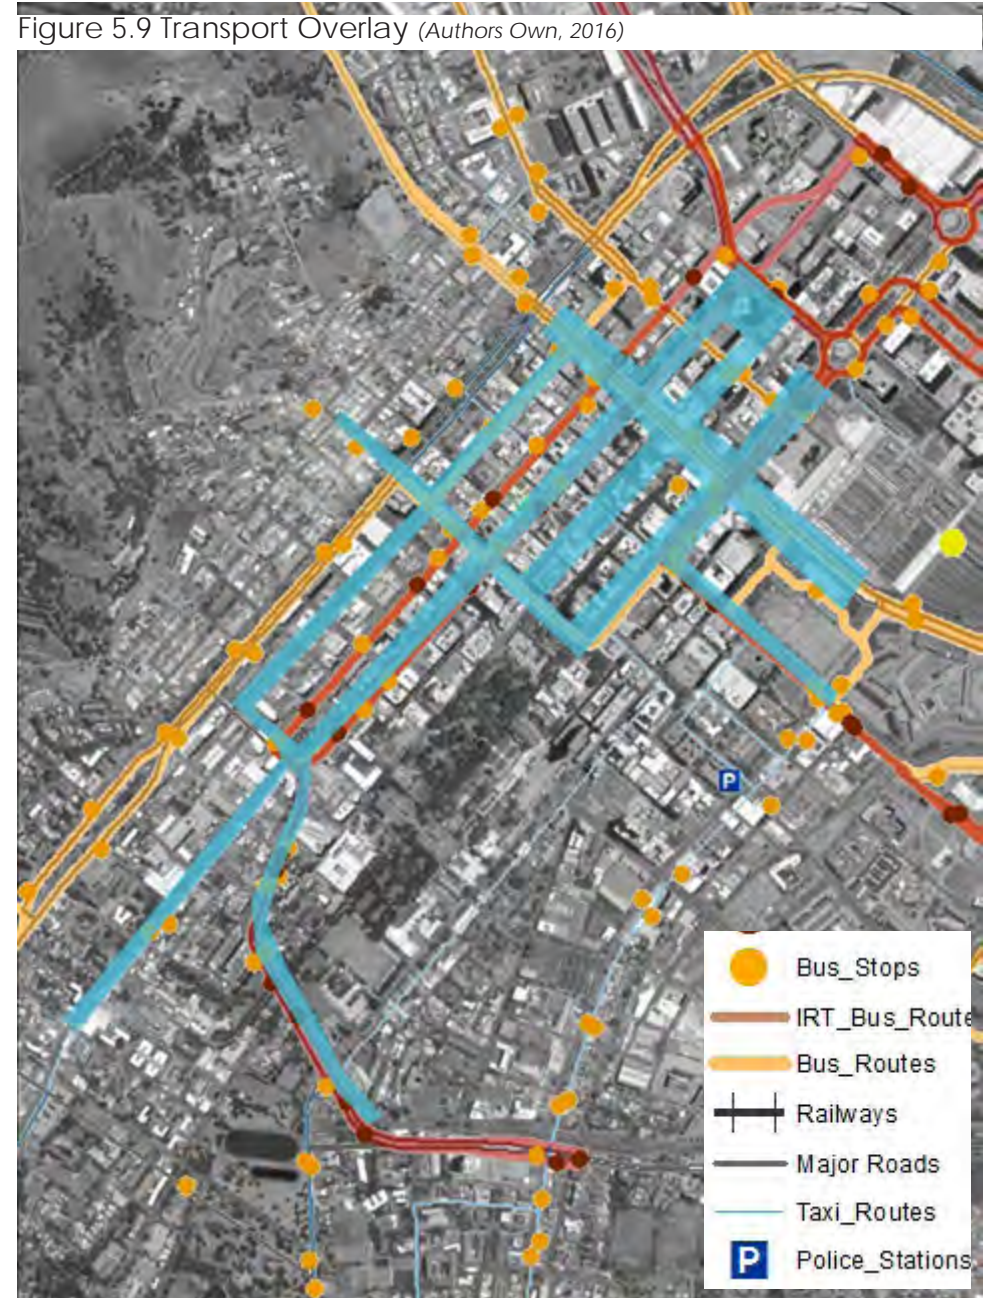 Figure 5.9 Transport Overlay (Authors Own, 2016)
P
Bus_Stops
IRT_Bus_Route
Bus_Routes
Railways
Major Roads
Taxi_Routes
P Police_Stations